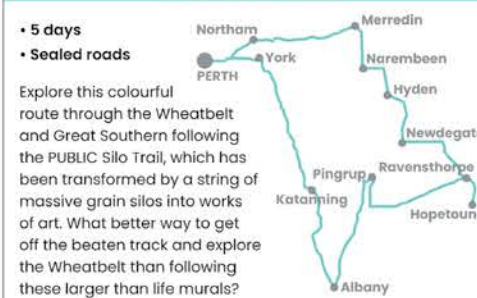 • 5 days
• Sealed roads
Explore this colourful
route through the Wheatbelt
and Great Southern following
the PUBLIC Silo Trail, which has
been transformed by a string of
massive grain silos into works
of art. What better way to get
off the beaten track and explore
the Wheatbelt than following
these larger than life murals?
Northam
Merredin
York
PERTH
Narembeen
Hyden
Newdegate
Pingrup
Ravensthorpe
Katanning
Hopetoun
Albany